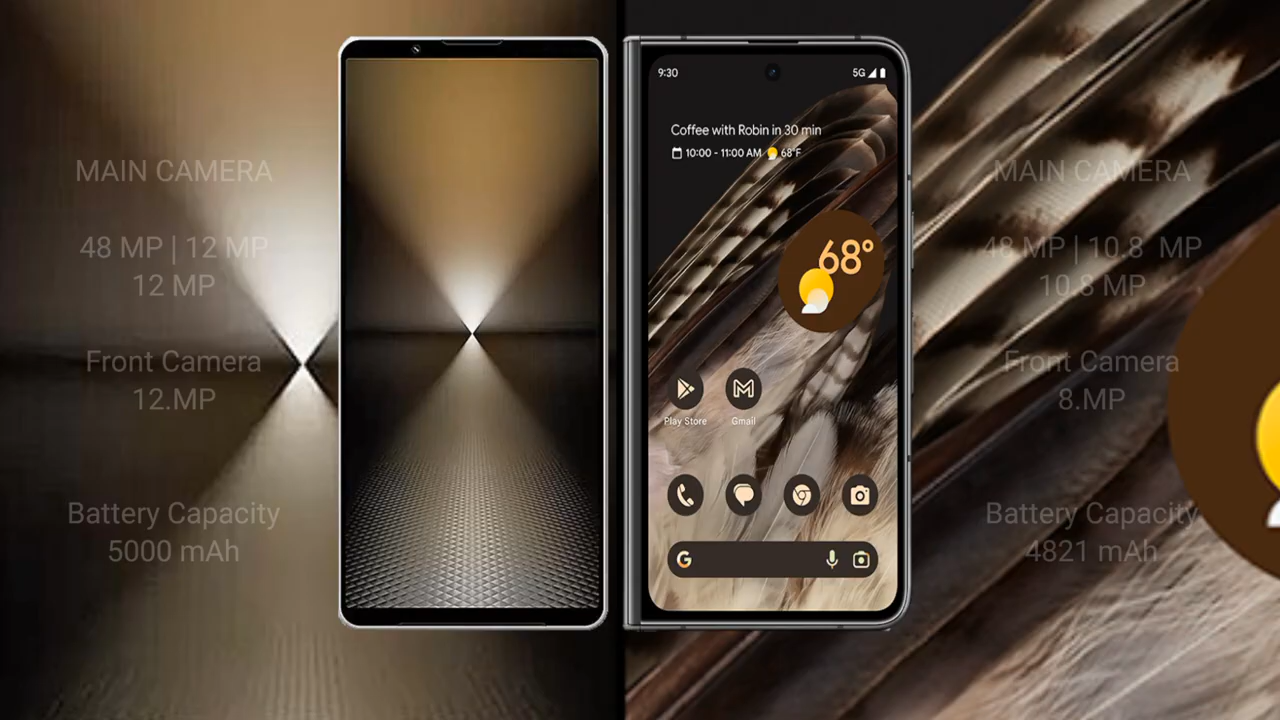 MAIN CAMERA
48 MP | 12 MP
12 MP
Front Camera
12.MP
Battery Capacity
5000 mAh
9:30
5G
Coffee with Robin in 30 min
10:00 - 11:00 AM 68°F
68°
Play Store
Gmail
G
MAIN CAMERA
48 MP | 10.8 MP
10.8 MP
Front Camera
8.MP
Battery Capacity
4821 mAh